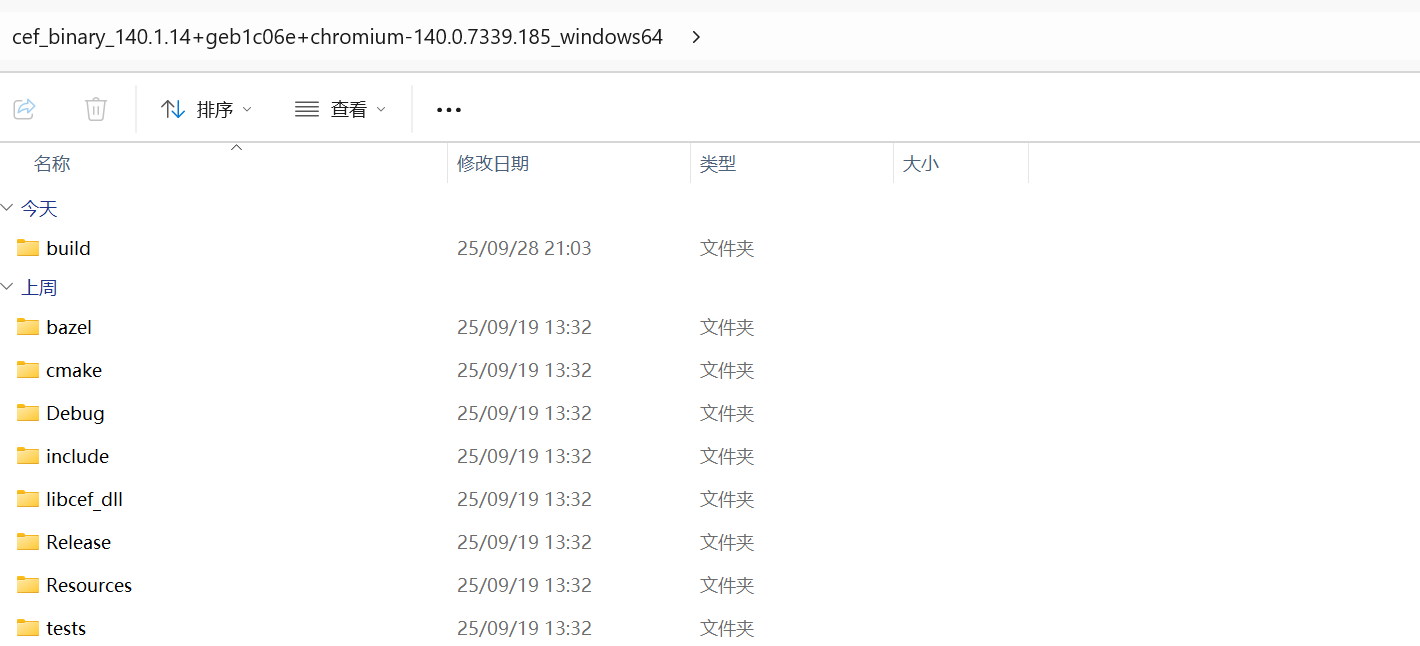 cef_binary_140.1.14+geb1c06e+chromium-140.0.7339.185_windows64
排序 查看
名称 修改日期 类型 大小
今天
build 25/09/28 21:03 文件夹
上周
bazel 25/09/19 13:32 文件夹
cmake 25/09/19 13:32 文件夹
Debug 25/09/19 13:32 文件夹
include 25/09/19 13:32 文件夹
libcef_dll 25/09/19 13:32 文件夹
Release 25/09/19 13:32 文件夹
Resources 25/09/19 13:32 文件夹
tests 25/09/19 13:32 文件夹